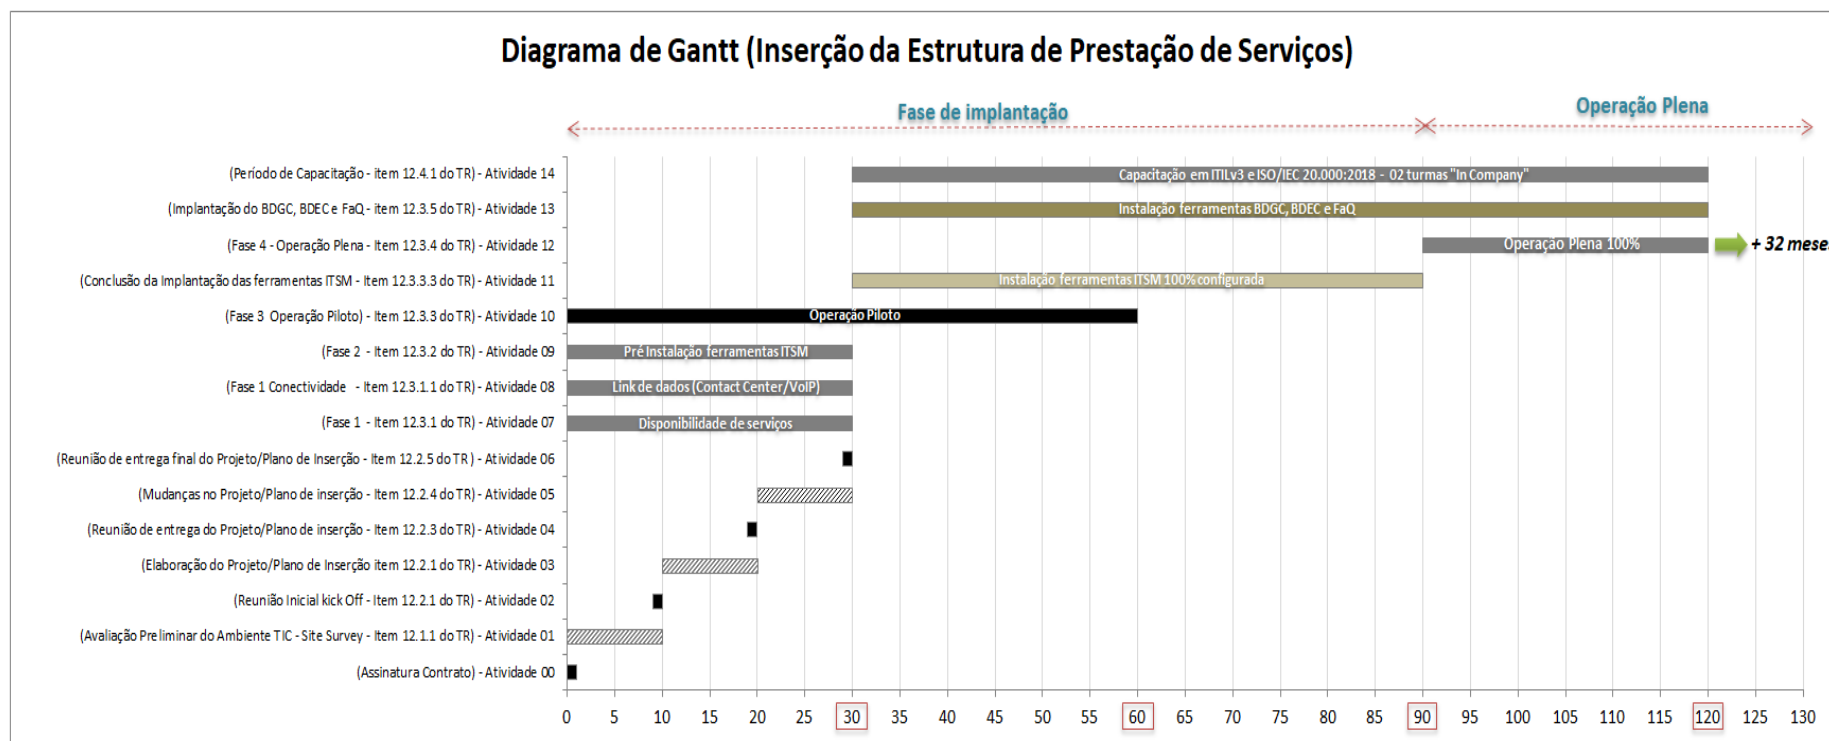 Diagrama de Gantt (Inserção da Estrutura de Prestação de Serviços)
Fase de implantação
Operação Plena
(Período de Capacitação - item 12.4.1 do TR) - Atividade 14
Capacitação em ITILv3 e ISO/IEC 20.000:2018 - 02 turmas "In Company"
(Implantação do BDGC, BDEC e FaQ - item 12.3.5 do TR) - Atividade 13
Instalação ferramentas BDGC, BDEC e FaQ
(Fase 4 - Operação Plena - Item 12.3.4 do TR) - Atividade 12
Operação Plena 100%
+ 32 meses
(Conclusão da Implantação das ferramentas ITSM - Item 12.3.3.3 do TR) - Atividade 11
Instalação ferramentas ITSM 100% configurada
(Fase 3 Operação Piloto) - Item 12.3.3 do TR) - Atividade 10
Operação Piloto
(Fase 2 - Item 12.3.2 do TR) - Atividade 09
Pré Instalação ferramentas ITSM
(Fase 1 Conectividade - Item 12.3.1.1 do TR) - Atividade 08
Link de dados (Contact Center/VoIP)
(Fase 1 - Item 12.3.1 do TR) - Atividade 07
Disponibilidade de serviços
(Reunião de entrega final do Projeto/Plano de Inserção - Item 12.2.5 do TR ) - Atividade 06
(Mudanças no Projeto/Plano de inserção - Item 12.2.4 do TR) - Atividade 05
(Reunião de entrega do Projeto/Plano de inserção - Item 12.2.3 do TR) - Atividade 04
(Elaboração do Projeto/Plano de Inserção item 12.2.1 do TR) - Atividade 03
(Reunião Inicial kick Off - Item 12.2.1 do TR) - Atividade 02
(Avaliação Preliminar do Ambiente TIC - Site Survey - Item 12.1.1 do TR) - Atividade 01
(Assinatura Contrato) - Atividade 00
0 5 10 15 20 25 30 35 40 45 50 55 60 65 70 75 80 85 90 95 100 105 110 115 120 125 130